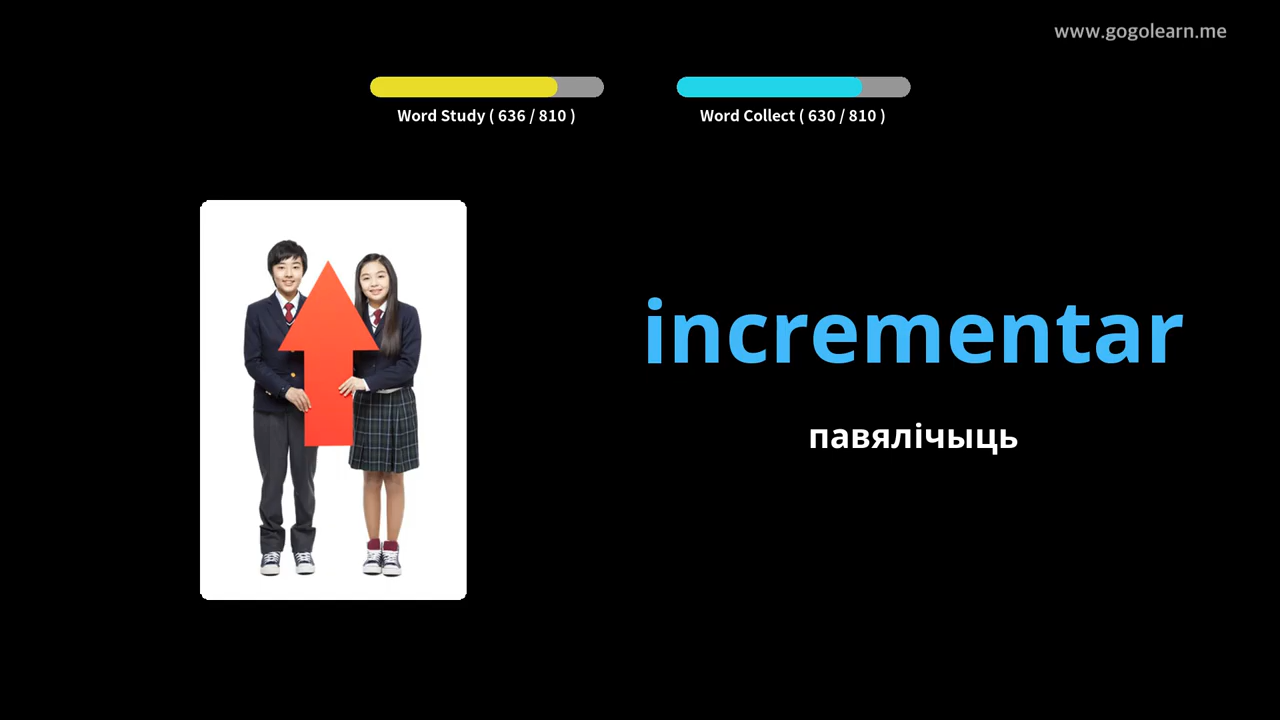 www.gogolearn.me
Word Study ( 636 / 810 )
Word Collect ( 630 / 810 )
incrementar
павялічыць